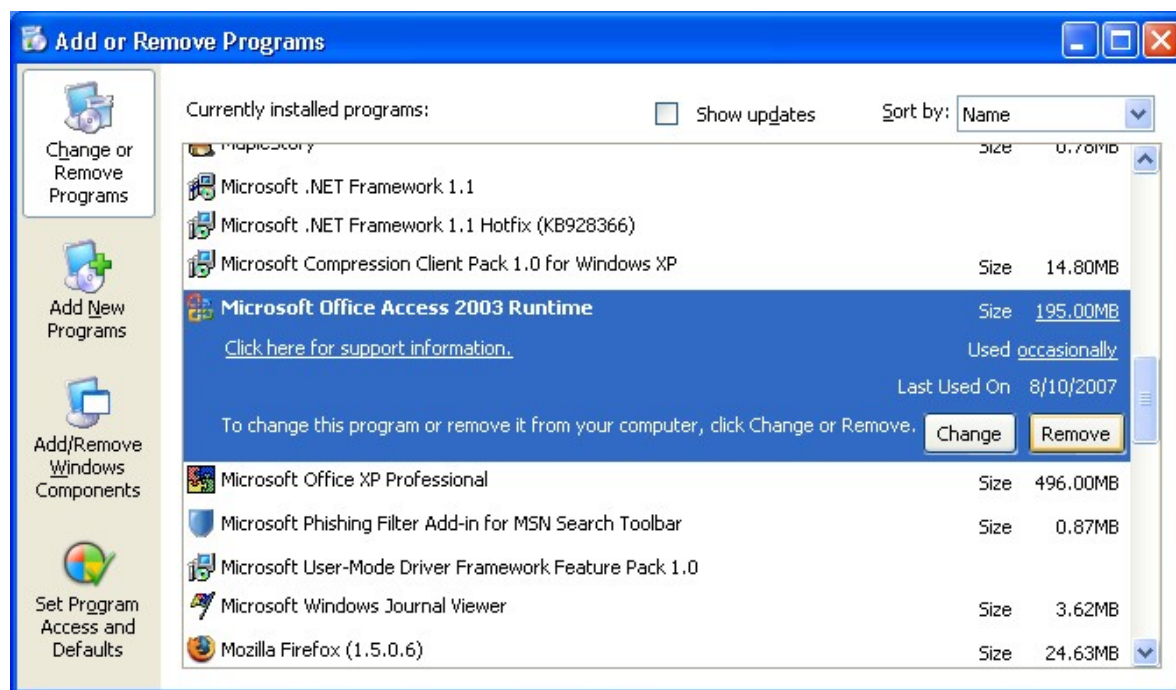 Add or Remove Programs
Change or
Remove
Programs
Add New
Programs
Add/Remove
Windows
Components
Set Program
Access and
Defaults
Currently installed programs:
Show updates
Sort by: Name
MapleStory Size 0.78MB
Microsoft .NET Framework 1.1
Microsoft .NET Framework 1.1 Hotfix (KB928366)
Microsoft Compression Client Pack 1.0 for Windows XP Size 14.80MB
Microsoft Office Access 2003 Runtime Size 195.00MB
Click here for support information. Used occasionally
Last Used On 8/10/2007
To change this program or remove it from your computer, click Change or Remove. Change Remove
Microsoft Office XP Professional Size 496.00MB
Microsoft Phishing Filter Add-in for MSN Search Toolbar Size 0.87MB
Microsoft User-Mode Driver Framework Feature Pack 1.0
Microsoft Windows Journal Viewer Size 3.62MB
Mozilla Firefox (1.5.0.6) Size 24.63MB